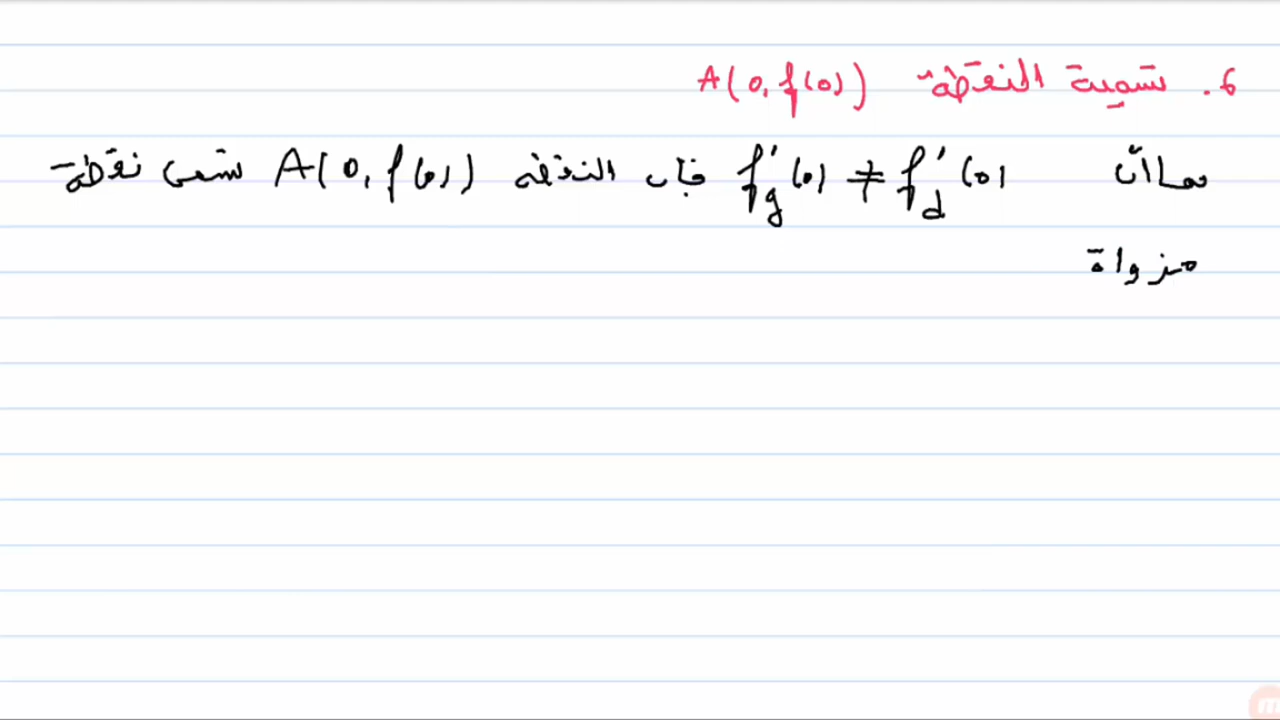 6. تسمية النقطة A(0, f(0))
بما أن f'd(0) ≠ f'g(0) فإن النقطة A(0, f(0)) تسمى نقطة
مزواة